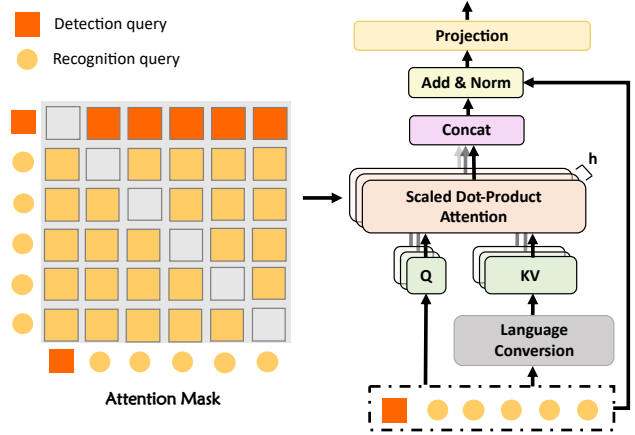 Detection query
Recognition query
Attention Mask
Projection
Add & Norm
Concat
h
Scaled Dot-Product
Attention
Q
KV
Language
Conversion